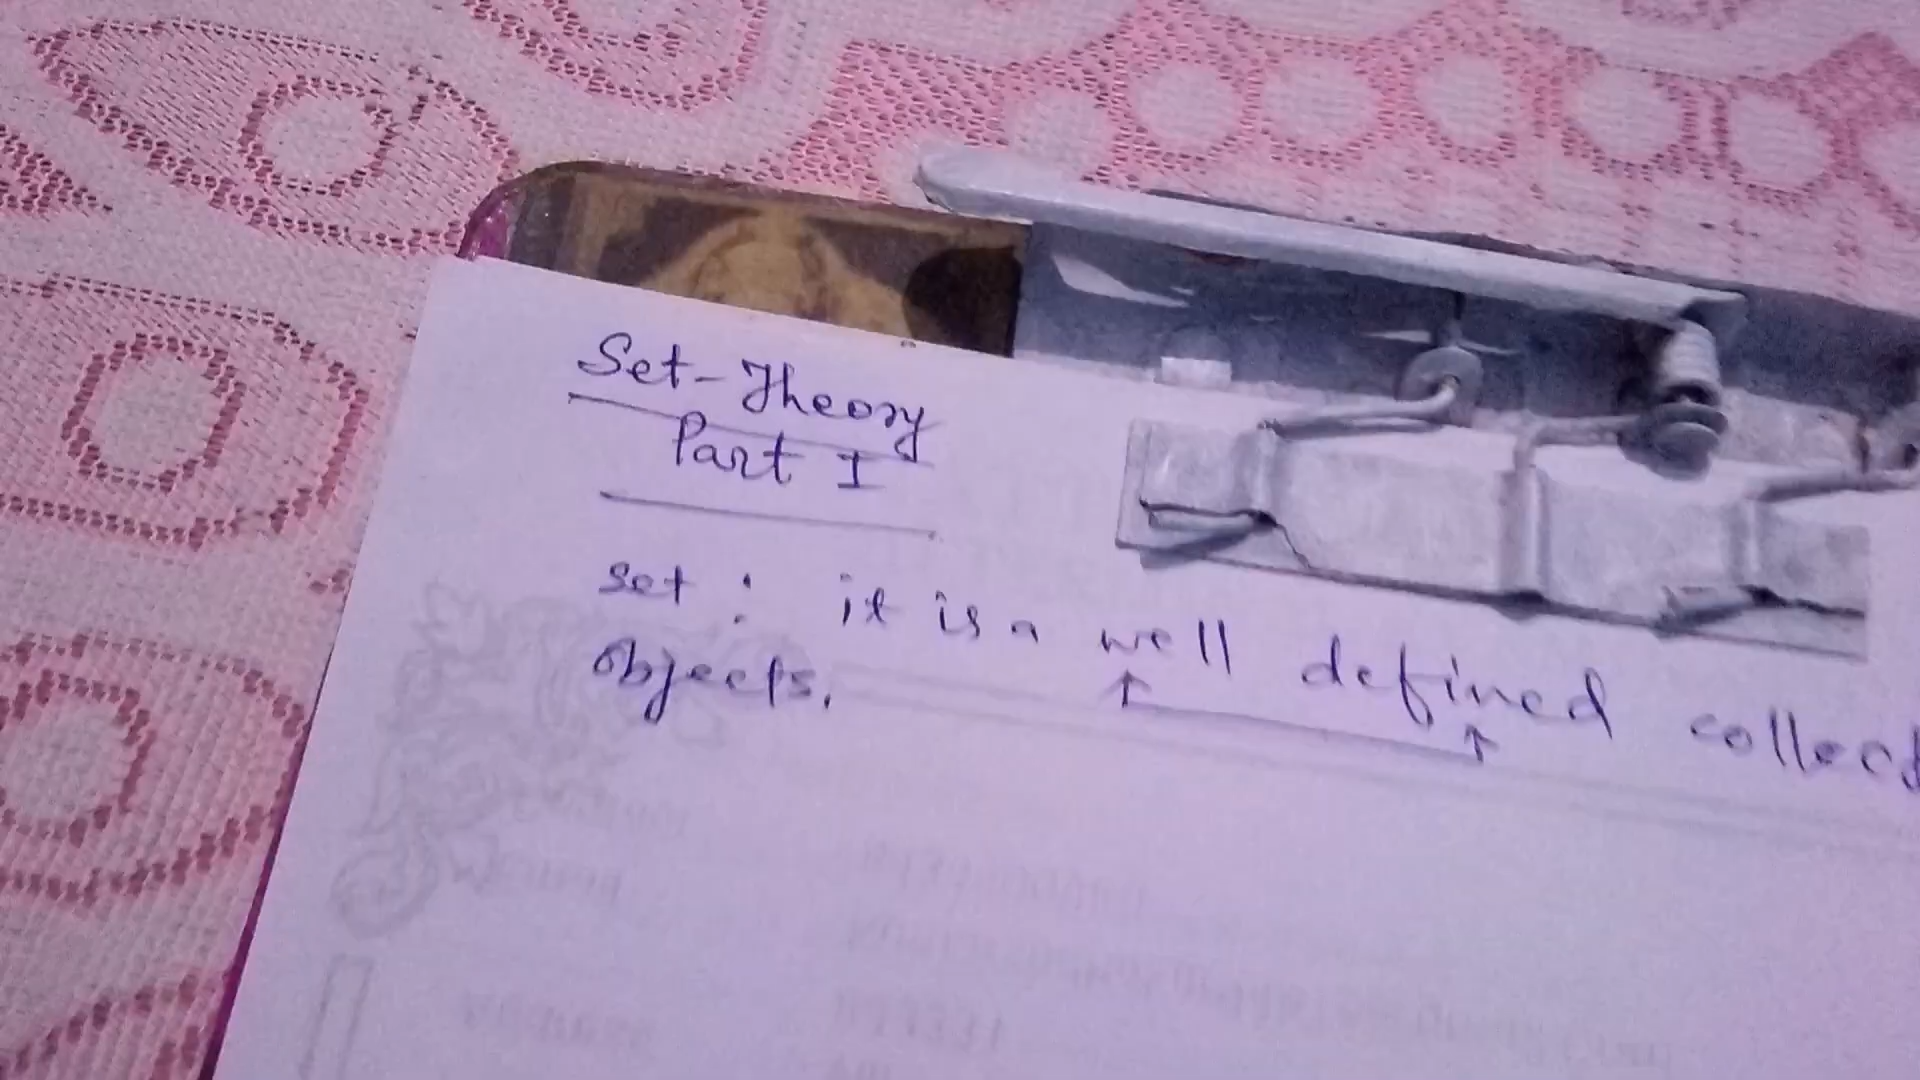 Set-Theory
Part I
set : it is a well defined collect
objects.